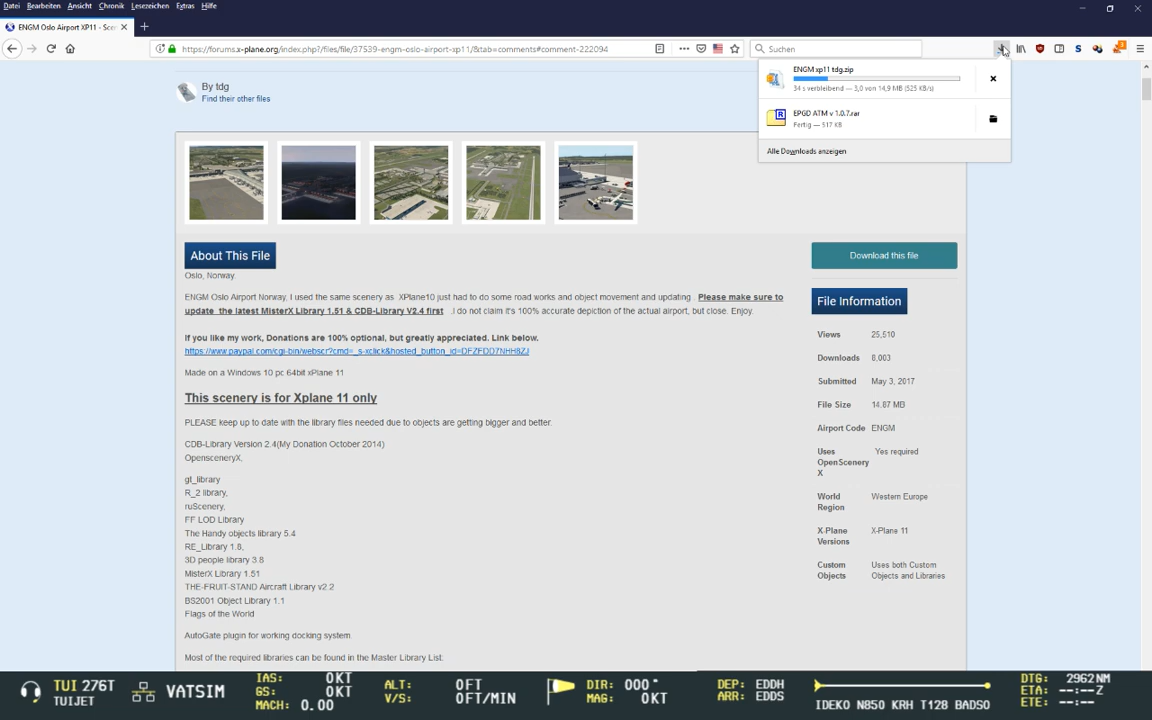 Datei Bearbeiten Ansicht Chronik Lesezeichen Extras Hilfe
ENGM Oslo Airport XP11 - Scen
https://forums.x-plane.org/index.php?/files/file/37539-engm-oslo-airport-xp11/&tab=comments#comment-222094
Suchen
3
ENGM xp11 tdg.zip
34 s verbleibend — 3,0 von 14,9 MB (525 KB/s)
EPGD ATM v 1.0.7.rar
Fertig — 517 KB
Alle Downloads anzeigen
By tdg
Find their other files
About This File
Download this file
Oslo, Norway.
ENGM Oslo Airport Norway, I used the same scenery as XPlane10 just had to do some road works and object movement and updating . Please make sure to
update the latest MisterX Library 1.51 & CDB-Library V2.4 first .I do not claim it's 100% accurate depiction of the actual airport, but close. Enjoy.
If you like my work, Donations are 100% optional, but greatly appreciated. Link below.
https://www.paypal.com/cgi-bin/webscr?cmd=_s-xclick&hosted_button_id=DFZFDD7NHH8ZJ
Made on a Windows 10 pc 64bit xPlane 11
This scenery is for Xplane 11 only
PLEASE keep up to date with the library files needed due to objects are getting bigger and better.
CDB-Library Version 2.4(My Donation October 2014)
OpensceneryX,
gt_library
R_2 library,
ruScenery,
FF LOD Library
The Handy objects library 5.4
RE_Library 1.8,
3D people library 3.8
MisterX Library 1.51
THE-FRUIT-STAND Aircraft Library v2.2
BS2001 Object Library 1.1
Flags of the World
AutoGate plugin for working docking system.
Most of the required libraries can be found in the Master Library List:
File Information
Views 25,510
Downloads 8,003
Submitted May 3, 2017
File Size 14.87 MB
Airport Code ENGM
Uses Yes required
OpenScenery
X
World Western Europe
Region
X-Plane X-Plane 11
Versions
Custom Uses both Custom
Objects Objects and Libraries
TUI 276T
TUIJET
VATSIM
IAS: 0KT
GS: 0KT
MACH: 0.00
ALT: 0FT
V/S: 0FT/MIN
DIR: 000°
MAG: 0KT
DEP: EDDH
ARR: EDDS
IDEKO N850 KRH T128 BADSO
DTG: 2962NM
ETA: --:--Z
ETE: --:--